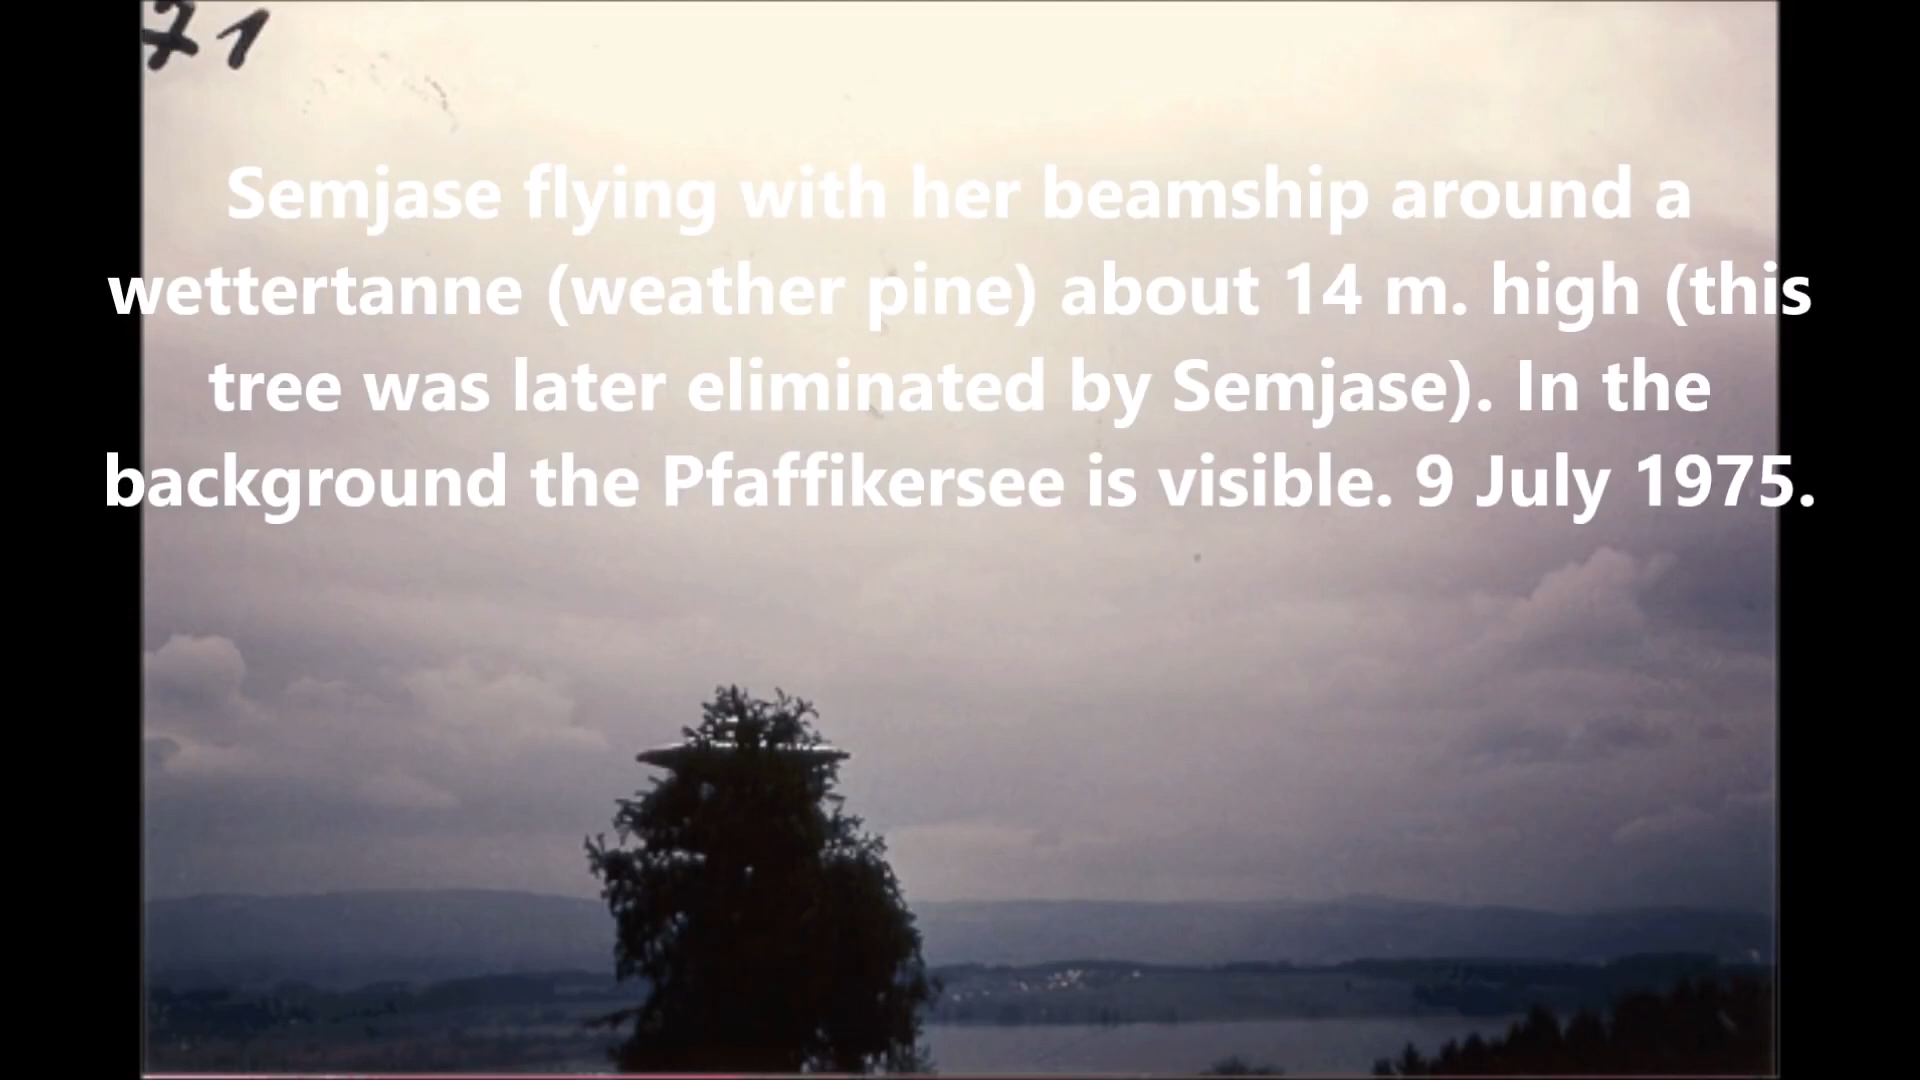 71
Semjase flying with her beamship around a
wettertanne (weather pine) about 14 m. high (this
tree was later eliminated by Semjase). In the
background the Pfaffikersee is visible. 9 July 1975.